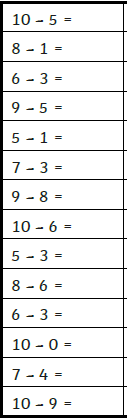 10 - 5 =
8 - 1 =
6 - 3 =
9 - 5 =
5 - 1 =
7 - 3 =
9 - 8 =
10 - 6 =
5 - 3 =
8 - 6 =
6 - 3 =
10 - 0 =
7 - 4 =
10 - 9 =